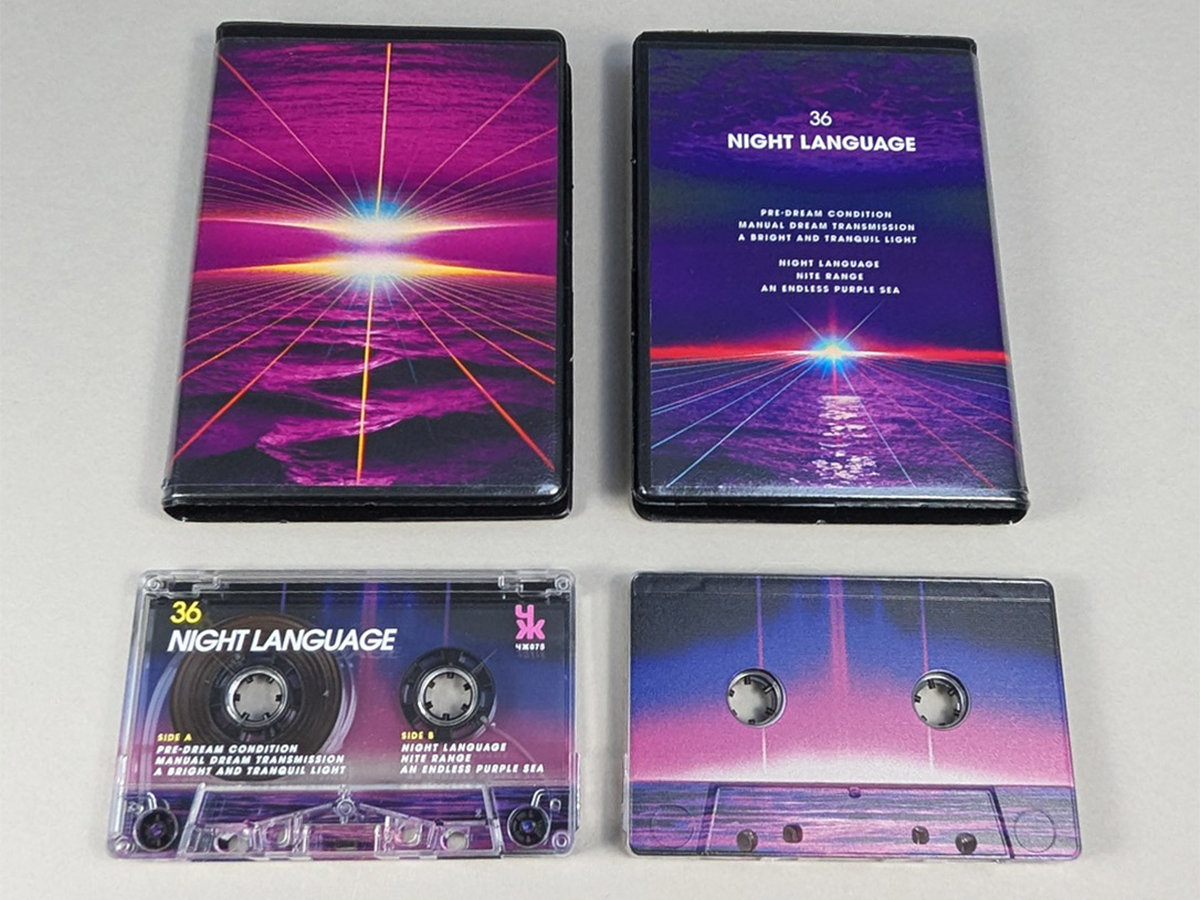 36
NIGHT LANGUAGE
PRE-DREAM CONDITION
MANUAL DREAM TRANSMISSION
A BRIGHT AND TRANQUIL LIGHT
NIGHT LANGUAGE
NITE RANGE
AN ENDLESS PURPLE SEA
36
NIGHT LANGUAGE
ЧЖ
ЧЖ075
SIDE A
PRE-DREAM CONDITION
MANUAL DREAM TRANSMISSION
A BRIGHT AND TRANQUIL LIGHT
SIDE B
NIGHT LANGUAGE
NITE RANGE
AN ENDLESS PURPLE SEA